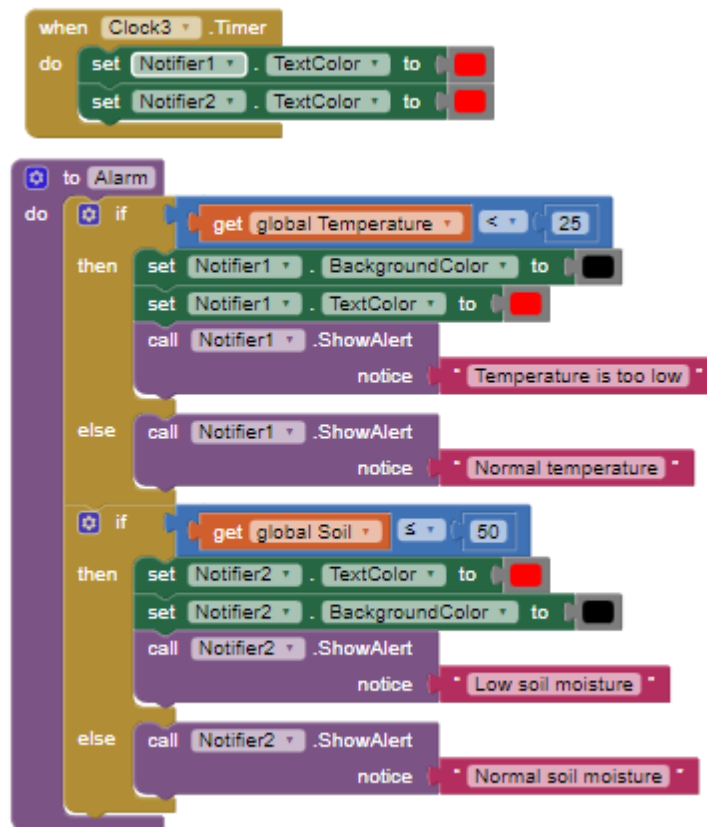 when Clock3 .Timer
do set Notifier1 . TextColor to
set Notifier2 . TextColor to
to Alarm
do if get global Temperature < 25
then set Notifier1 . BackgroundColor to
set Notifier1 . TextColor to
call Notifier1 .ShowAlert
notice " Temperature is too low "
else call Notifier1 .ShowAlert
notice " Normal temperature "
if get global Soil ≤ 50
then set Notifier2 . TextColor to
set Notifier2 . BackgroundColor to
call Notifier2 .ShowAlert
notice " Low soil moisture "
else call Notifier2 .ShowAlert
notice " Normal soil moisture "